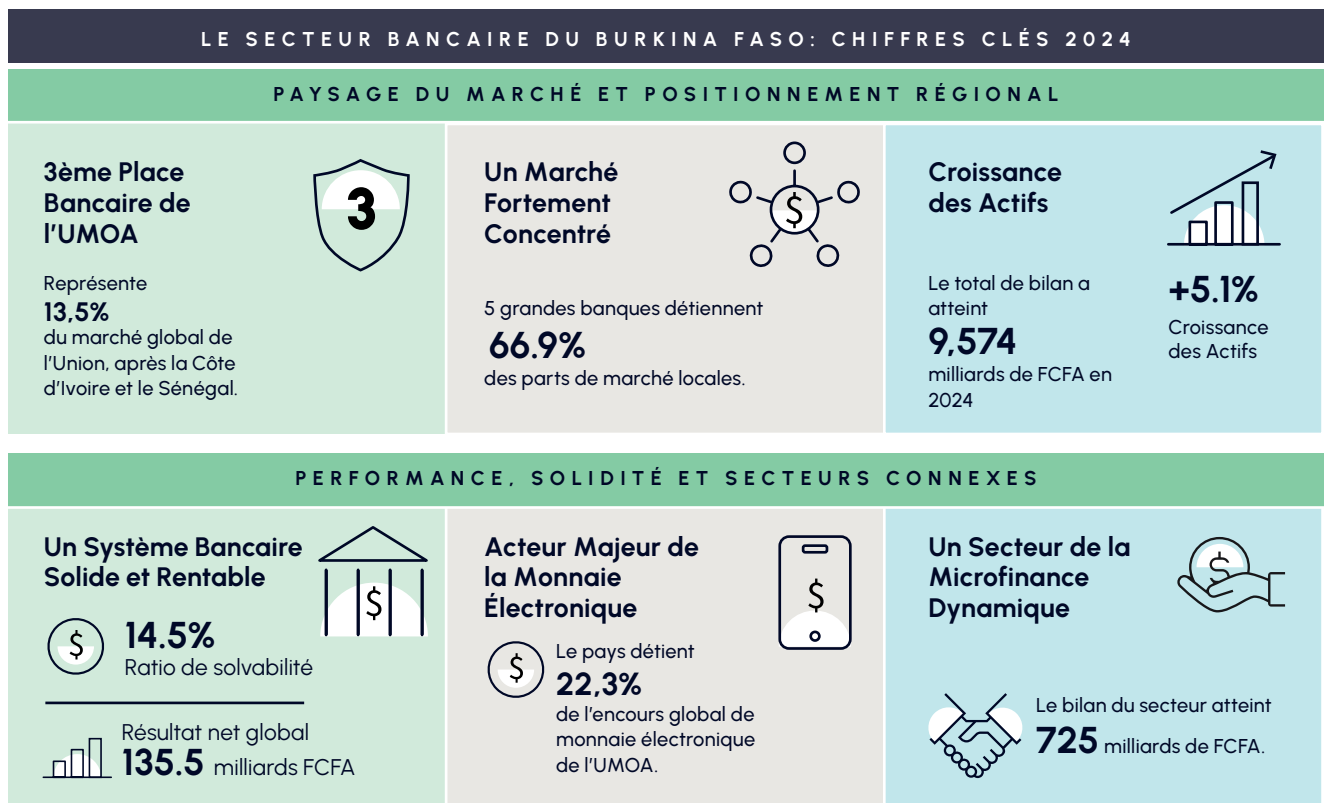 LE SECTEUR BANCAIRE DU BURKINA FASO: CHIFFRES CLÉS 2024
PAYSAGE DU MARCHÉ ET POSITIONNEMENT RÉGIONAL
3ème Place
Bancaire de
l'UMOA
3
Représente
13,5%
du marché global de
l'Union, après la Côte
d'Ivoire et le Sénégal.
Un Marché
Fortement
Concentré
$
5 grandes banques détiennent
66.9%
des parts de marché locales.
Croissance
des Actifs
Le total de bilan a
atteint
9,574
milliards de FCFA en
2024
+5.1%
Croissance
des Actifs
PERFORMANCE, SOLIDITÉ ET SECTEURS CONNEXES
Un Système Bancaire
Solide et Rentable
$
$
14.5%
Ratio de solvabilité
Résultat net global
135.5 milliards FCFA
Acteur Majeur de
la Monnaie
Électronique
$
$
Le pays détient
22,3%
de l'encours global de
monnaie électronique
de l'UMOA.
Un Secteur de la
Microfinance
Dynamique
$
Le bilan du secteur atteint
725 milliards de FCFA.